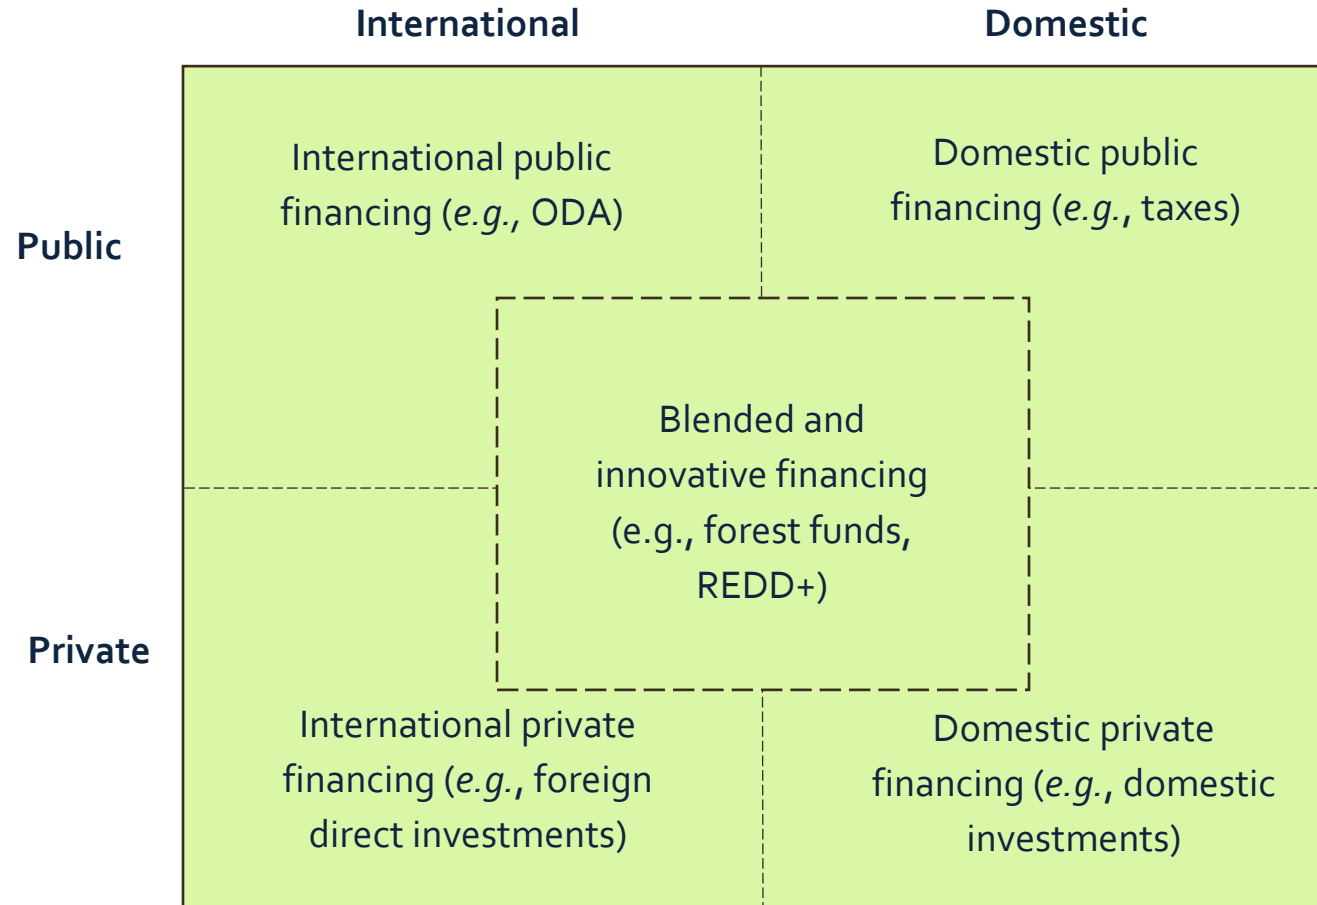 International
Domestic
International public
financing (e.g., ODA)
Domestic public
financing (e.g., taxes)
Public
Blended and
innovative financing
(e.g., forest funds,
REDD+)
Private
International private
financing (e.g., foreign
direct investments)
Domestic private
financing (e.g., domestic
investments)